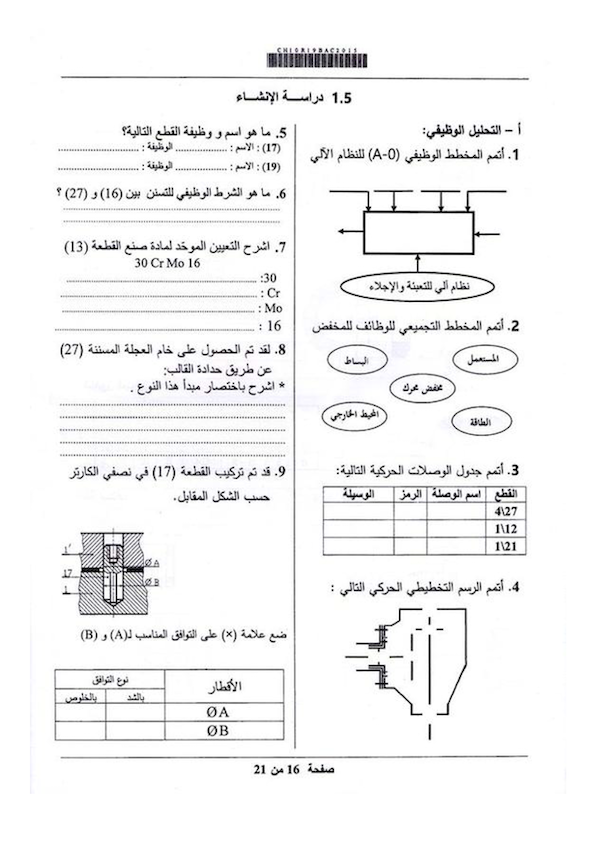 CH10R19BAC2015
1.5 دراســـة الإنشـــاء
أ – التحليل الوظيفي:
1. أتمم المخطط الوظيفي (A-0) للنظام الآلي
نظام آلي للتعبئة والإجلاء
2. أتمم المخطط التجميعي للوظائف للمخفض
المستعمل
البساط
مخفض محرك
المحيط الخارجي
الطاقة
3. أتمم جدول الوصلات الحركية التالية:
القطع اسم الوصلة الرمز الوسيلة
4\27
1\12
1\21
4. أتمم الرسم التخطيطي الحركي التالي :
5. ما هو اسم و وظيفة القطع التالية؟
(17) : الاسم : .................... الوظيفة : ..............................
(19) : الاسم : .................... الوظيفة : ..............................
6. ما هو الشرط الوظيفي للتسنن بين (16) و (27) ؟
7. اشرح التعيين الموحّد لمادة صنع القطعة (13)
30 Cr Mo 16
30: ..................................................
Cr : ..................................................
Mo : ..................................................
16 : ..................................................
8. لقد تم الحصول على خام العجلة المسننة (27)
عن طريق حدادة القالب:
* اشرح باختصار مبدأ هذا النوع .
9. قد تم تركيب القطعة (17) في نصفي الكارتر
حسب الشكل المقابل.
1'
Ø A
17
Ø B
1
ضع علامة (×) على التوافق المناسب لـ(A) و (B)
الأقطار نوع التوافق
بالشد بالخلوص
ØA
ØB
صفحة 16 من 21